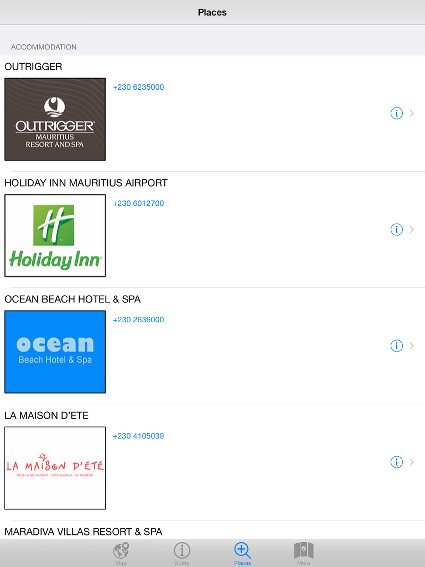 Places
ACCOMMODATION
OUTRIGGER
+230 6235000
OUTRIGGER
MAURITIUS
RESORT AND SPA
HOLIDAY INN MAURITIUS AIRPORT
+230 6012700
H
Holiday Inn
OCEAN BEACH HOTEL & SPA
+230 2636000
ocean
Beach Hotel & Spa
LA MAISON D'ETE
+230 4105039
LA MAISON D'ÉTÉ
MARADIVA VILLAS RESORT & SPA
Map Guide Places More